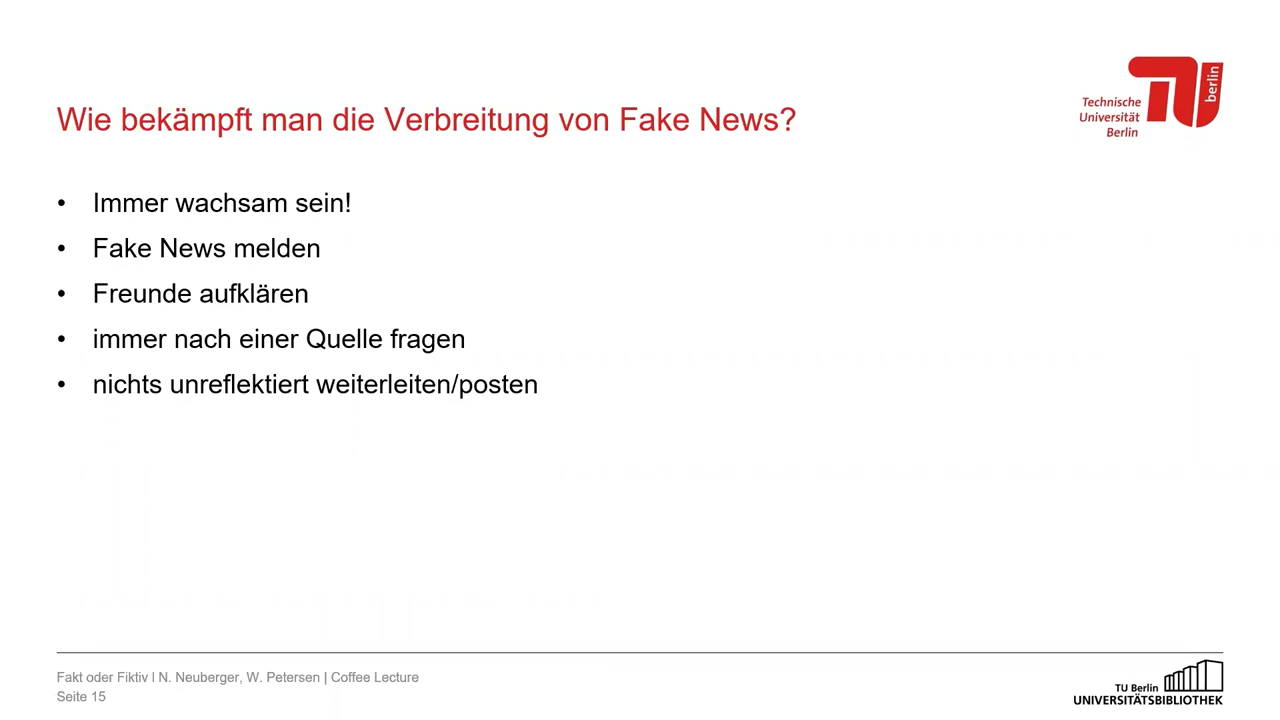 Wie bekämpft man die Verbreitung von Fake News?
Technische
Universität
Berlin
berlin
• Immer wachsam sein!
• Fake News melden
• Freunde aufklären
• immer nach einer Quelle fragen
• nichts unreflektiert weiterleiten/posten
Fakt oder Fiktiv I N. Neuberger, W. Petersen | Coffee Lecture
Seite 15
TU Berlin
UNIVERSITÄTSBIBLIOTHEK